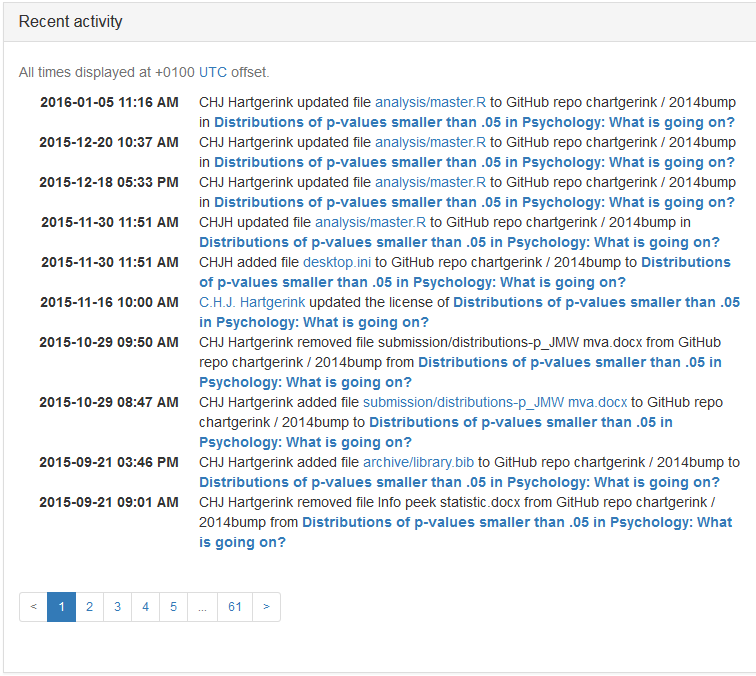 Recent activity
All times displayed at +0100 UTC offset.
2016-01-05 11:16 AM CHJ Hartgerink updated file analysis/master.R to GitHub repo chartgerink / 2014bump
in Distributions of p-values smaller than .05 in Psychology: What is going on?
2015-12-20 10:37 AM CHJ Hartgerink updated file analysis/master.R to GitHub repo chartgerink / 2014bump
in Distributions of p-values smaller than .05 in Psychology: What is going on?
2015-12-18 05:33 PM CHJ Hartgerink updated file analysis/master.R to GitHub repo chartgerink / 2014bump
in Distributions of p-values smaller than .05 in Psychology: What is going on?
2015-11-30 11:51 AM CHJH updated file analysis/master.R to GitHub repo chartgerink / 2014bump in
Distributions of p-values smaller than .05 in Psychology: What is going on?
2015-11-30 11:51 AM CHJH added file desktop.ini to GitHub repo chartgerink / 2014bump to Distributions
of p-values smaller than .05 in Psychology: What is going on?
2015-11-16 10:00 AM C.H.J. Hartgerink updated the license of Distributions of p-values smaller than .05
in Psychology: What is going on?
2015-10-29 09:50 AM CHJ Hartgerink removed file submission/distributions-p_JMW mva.docx from GitHub
repo chartgerink / 2014bump from Distributions of p-values smaller than .05 in
Psychology: What is going on?
2015-10-29 08:47 AM CHJ Hartgerink added file submission/distributions-p_JMW mva.docx to GitHub repo
chartgerink / 2014bump to Distributions of p-values smaller than .05 in
Psychology: What is going on?
2015-09-21 03:46 PM CHJ Hartgerink added file archive/library.bib to GitHub repo chartgerink / 2014bump to
Distributions of p-values smaller than .05 in Psychology: What is going on?
2015-09-21 09:01 AM CHJ Hartgerink removed file Info peek statistic.docx from GitHub repo chartgerink /
2014bump from Distributions of p-values smaller than .05 in Psychology: What
is going on?
< 1 2 3 4 5 ... 61 >